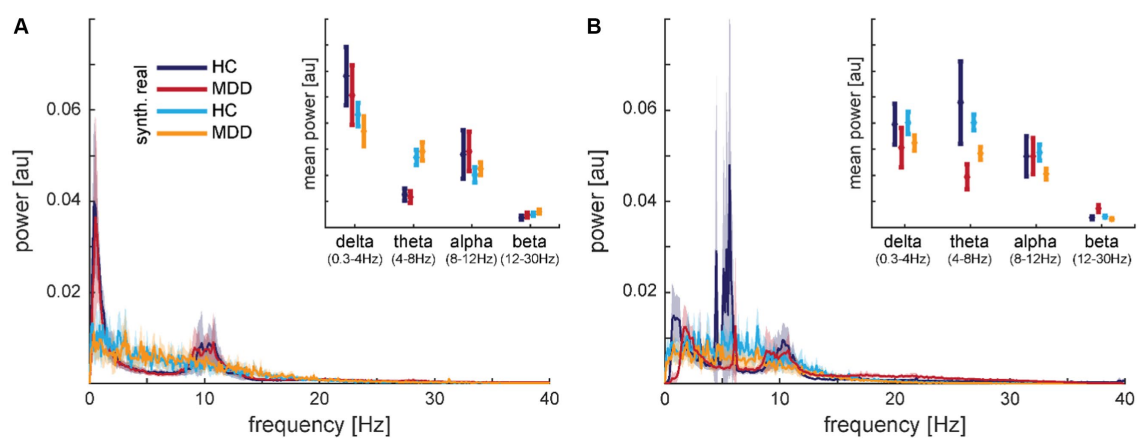 A
synth. real
HC
MDD
HC
MDD
power [au]
0.06
0.04
0.02
0 10 20 30 40
frequency [Hz]
mean power [au]
delta theta alpha beta
(0.3-4Hz) (4-8Hz) (8-12Hz) (12-30Hz)
B
power [au]
0.06
0.04
0.02
0 10 20 30 40
frequency [Hz]
mean power [au]
delta theta alpha beta
(0.3-4Hz) (4-8Hz) (8-12Hz) (12-30Hz)